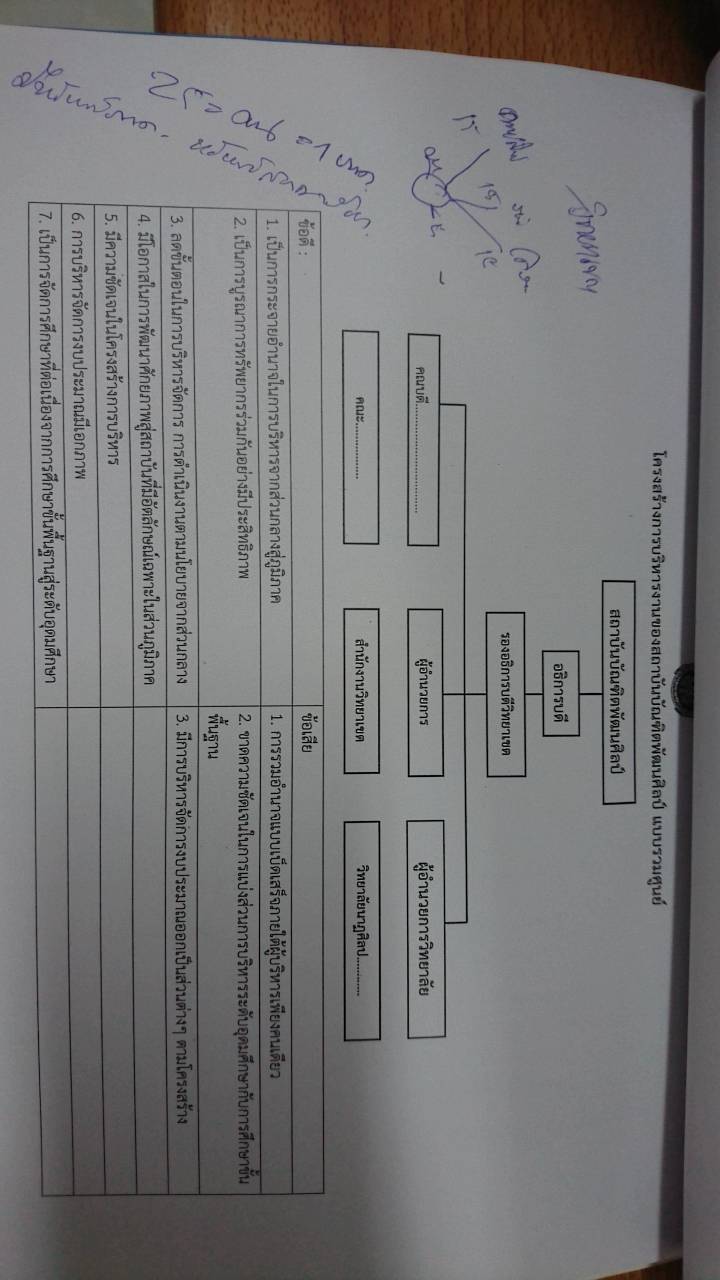 โครงสร้างการบริหารงานของสถาบันบัณฑิตพัฒนศิลป์ แบบรวมศูนย์
สถาบันบัณฑิตพัฒนศิลป์
อธิการบดี
รองอธิการบดีวิทยาเขต
คณบดี............................
ผู้อำนวยการ
ผู้อำนวยการวิทยาลัย
คณะ................
สำนักงานวิทยาเขต
วิทยาลัยนาฏศิลป............
ข้อดี :
1. เป็นการกระจายอำนาจในการบริหารจากส่วนกลางสู่ภูมิภาค
2. เป็นการบูรณาการทรัพยากรร่วมกันอย่างมีประสิทธิภาพ
3. ลดขั้นตอนในการบริหารจัดการ การดำเนินงานตามนโยบายจากส่วนกลาง
4. มีโอกาสในการพัฒนาศักยภาพสู่สถาบันที่มีอัตลักษณ์เฉพาะในส่วนภูมิภาค
5. มีความชัดเจนในโครงสร้างการบริหาร
6. การบริหารจัดการงบประมาณมีเอกภาพ
7. เป็นการจัดการศึกษาที่ต่อเนื่องจากการศึกษาขั้นพื้นฐานสู่ระดับอุดมศึกษา
ข้อเสีย
1. การรวมอำนาจแบบเบ็ดเสร็จภายใต้ผู้บริหารเพียงคนเดียว
2. ขาดความชัดเจนในการแบ่งส่วนการบริหารระดับอุดมศึกษากับการศึกษาขั้น
พื้นฐาน
3. มีการบริหารจัดการงบประมาณออกเป็นส่วนต่างๆ ตามโครงสร้าง